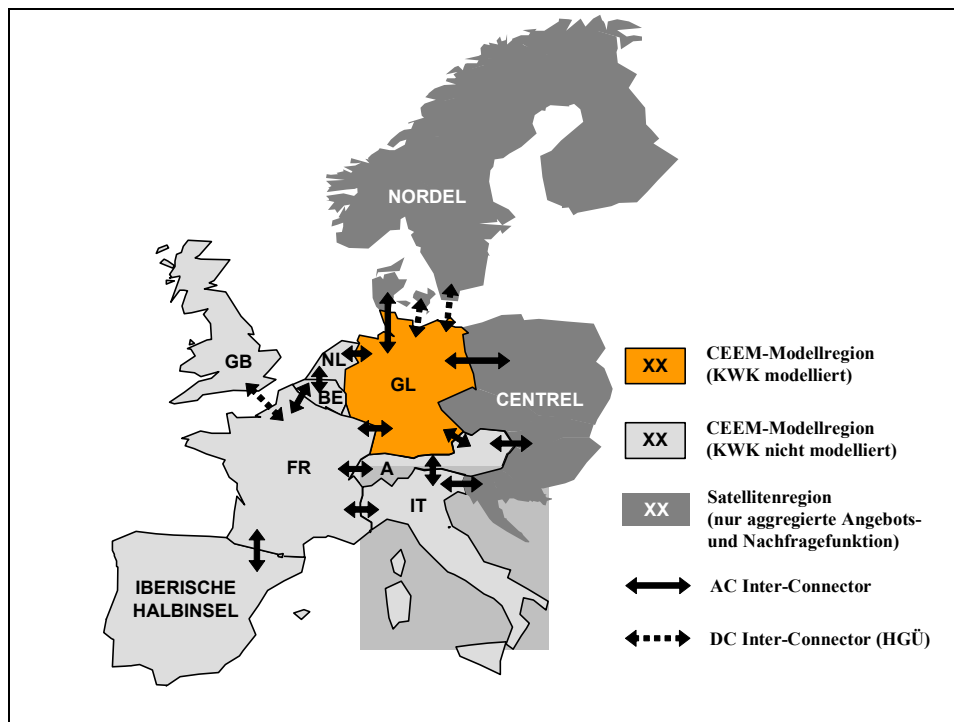 NORDEL
GB
NL
BE
GL
CENTREL
FR
A
IT
IBERISCHE
HALBINSEL
XX
CEEM-Modellregion
(KWK modelliert)
XX
CEEM-Modellregion
(KWK nicht modelliert)
XX
Satellitenregion
(nur aggregierte Angebots-
und Nachfragefunktion)
AC Inter-Connector
DC Inter-Connector (HGÜ)